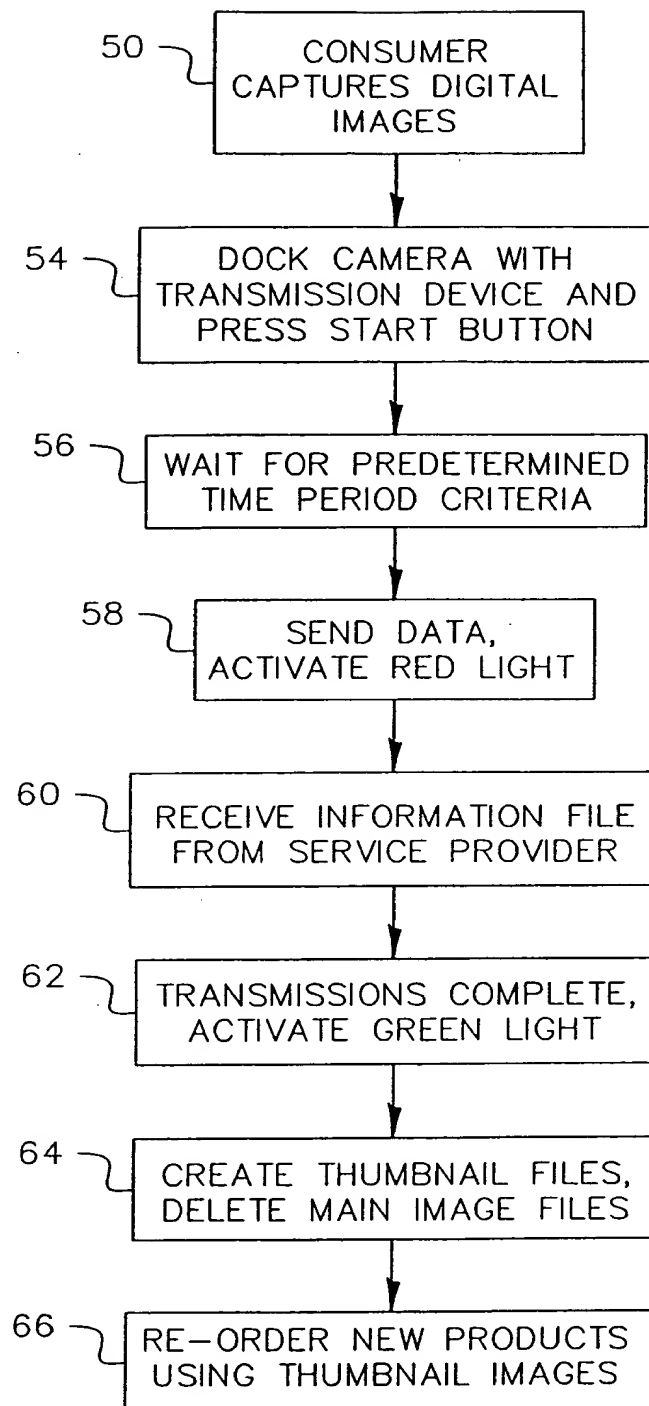 50
CONSUMER
CAPTURES DIGITAL
IMAGES
54
DOCK CAMERA WITH
TRANSMISSION DEVICE AND
PRESS START BUTTON
56
WAIT FOR PREDETERMINED
TIME PERIOD CRITERIA
58
SEND DATA,
ACTIVATE RED LIGHT
60
RECEIVE INFORMATION FILE
FROM SERVICE PROVIDER
62
TRANSMISSIONS COMPLETE,
ACTIVATE GREEN LIGHT
64
CREATE THUMBNAIL FILES,
DELETE MAIN IMAGE FILES
66
RE-ORDER NEW PRODUCTS
USING THUMBNAIL IMAGES